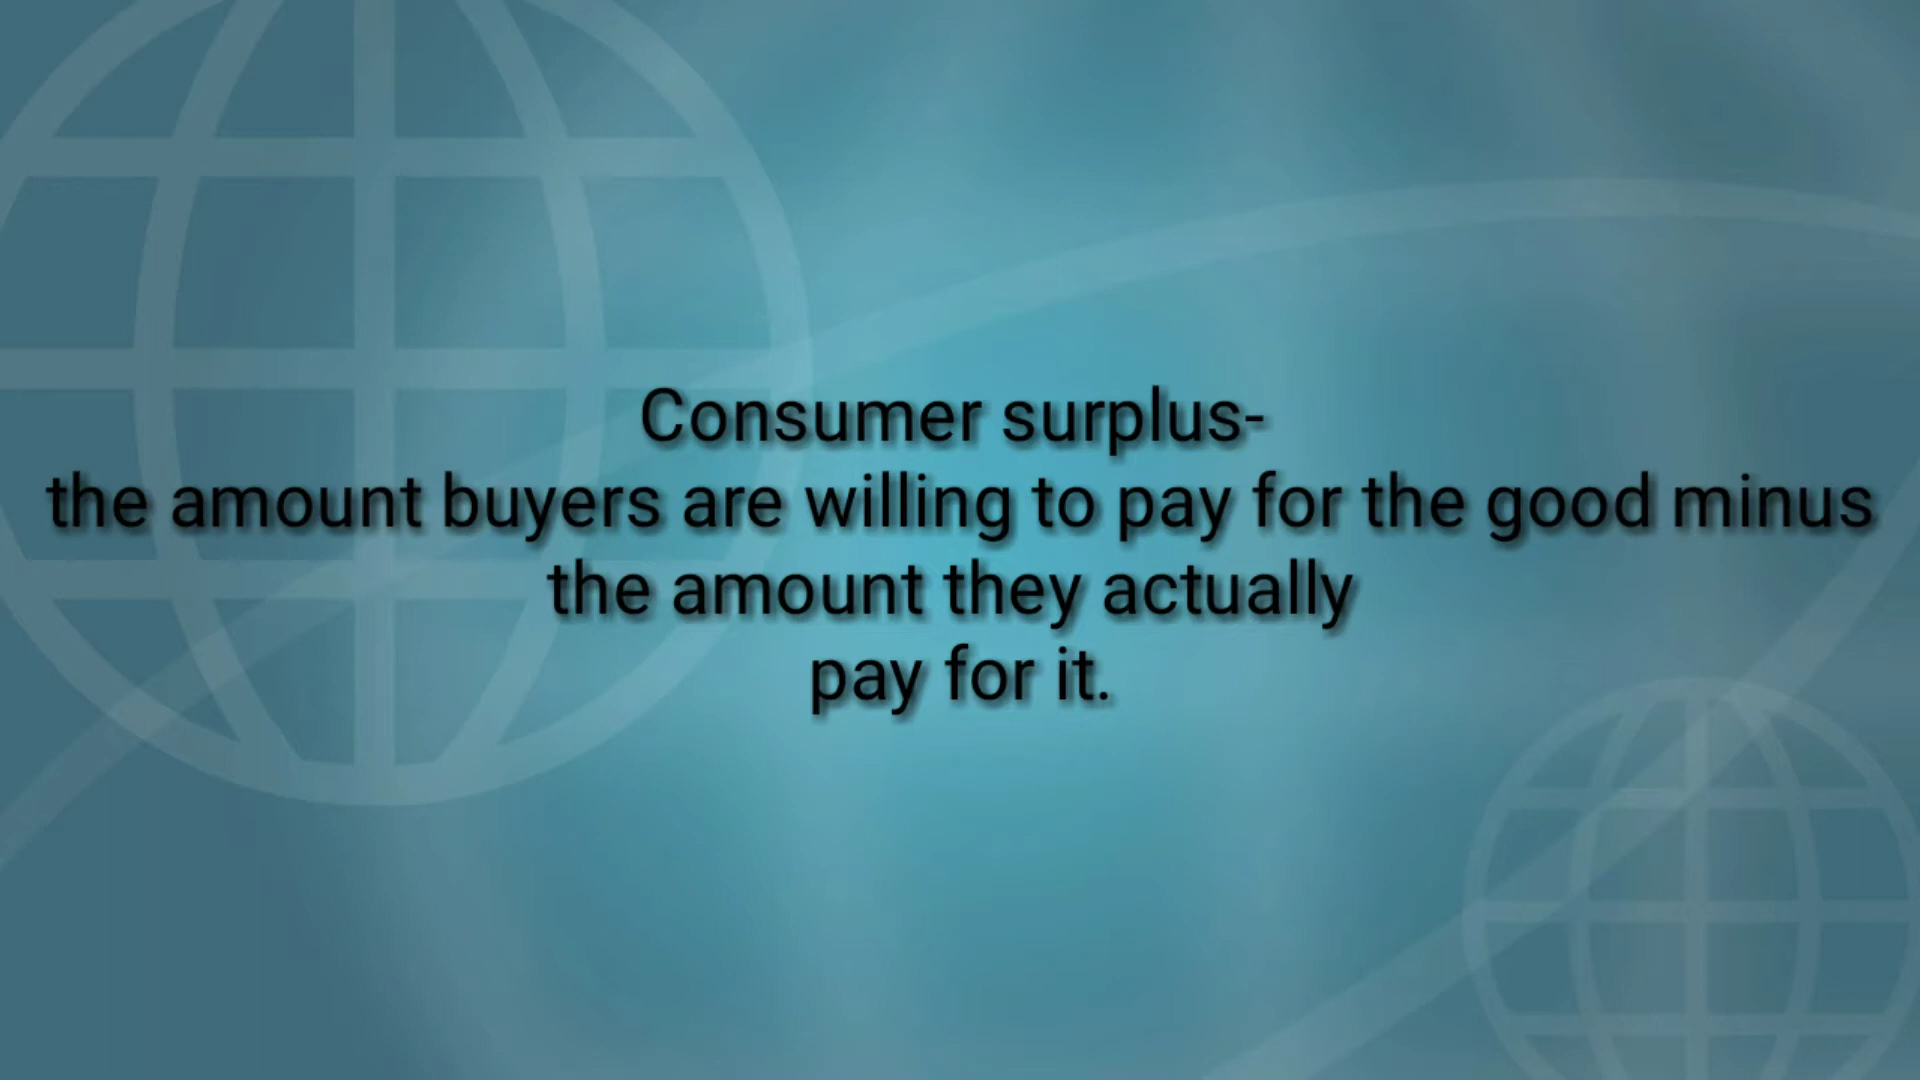 Consumer surplus-
the amount buyers are willing to pay for the good minus
the amount they actually
pay for it.